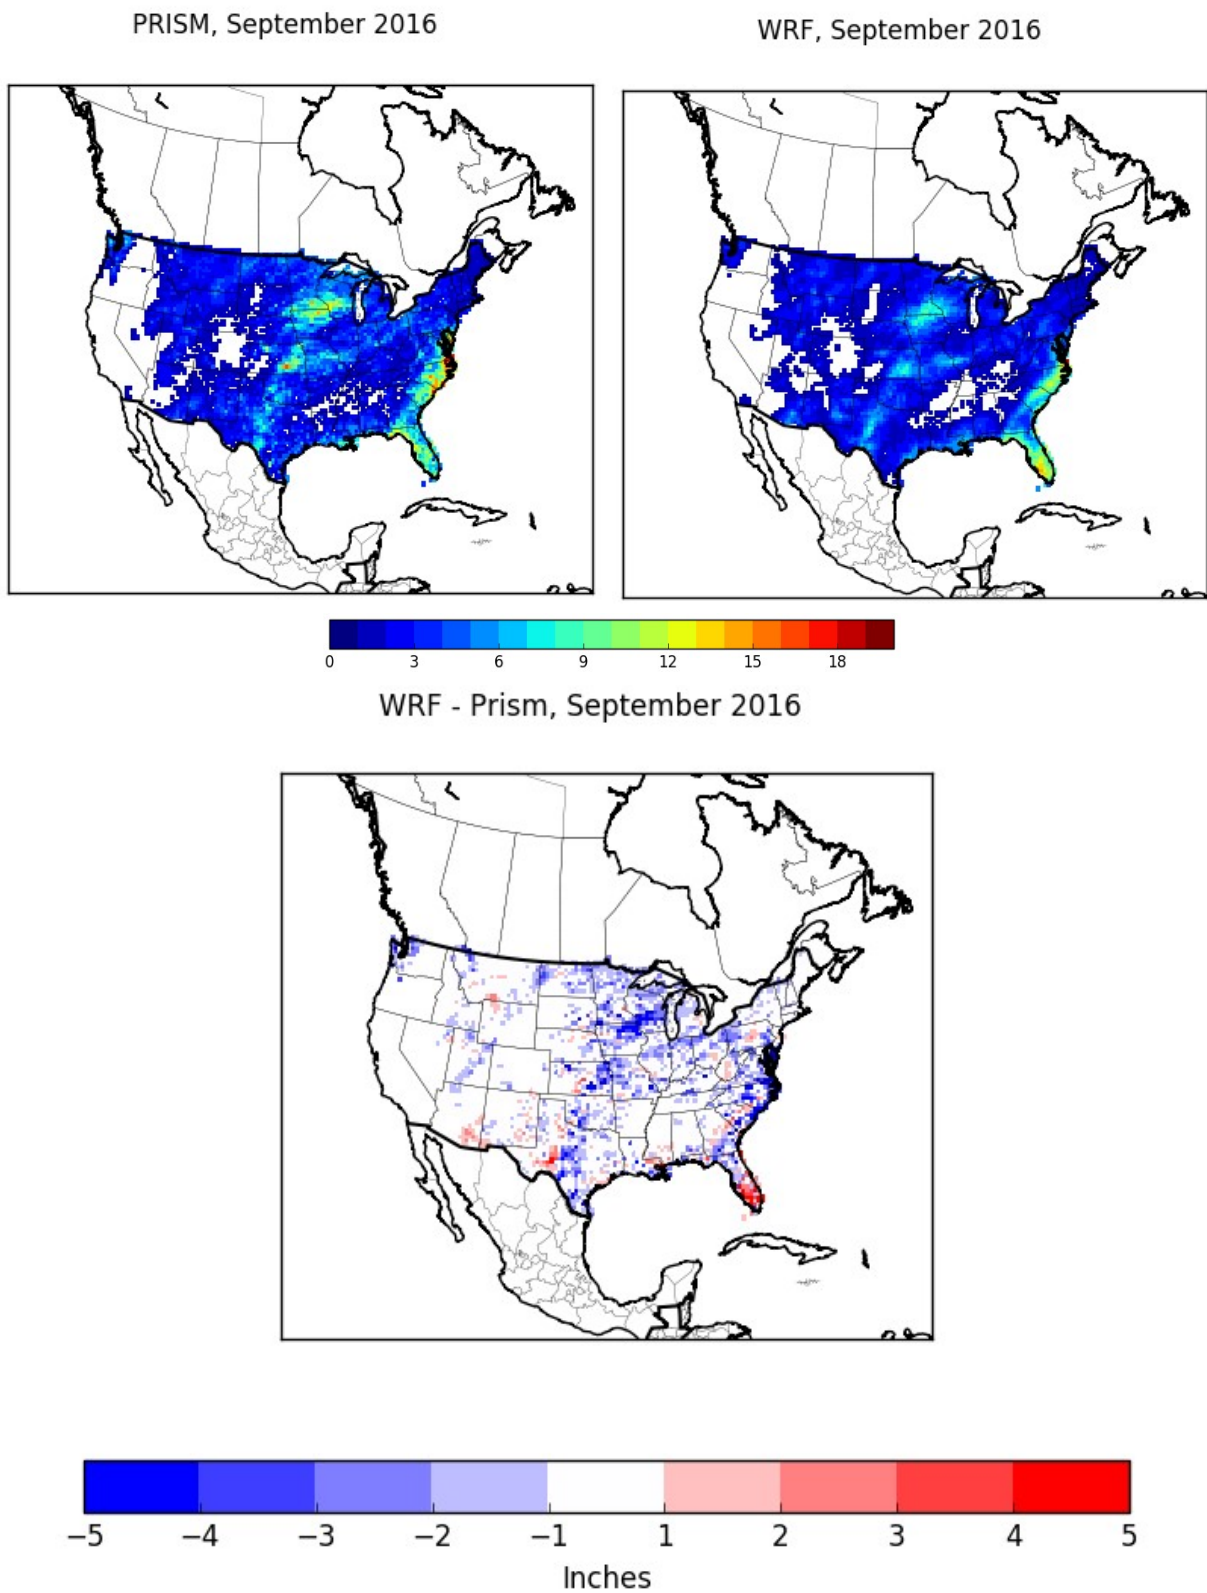 PRISM, September 2016
WRF, September 2016
0 3 6 9 12 15 18
WRF - Prism, September 2016
−5 −4 −3 −2 −1 1 2 3 4 5
Inches